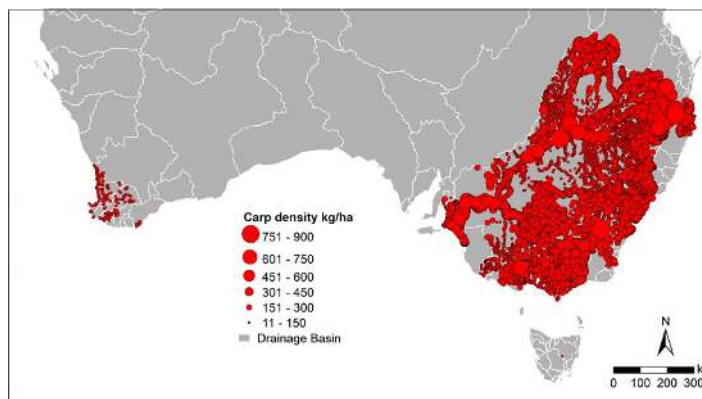 Carp density kg/ha
751 - 900
601 - 750
451 - 600
301 - 450
151 - 300
11 - 150
Drainage Basin
N
k
0 100 200 300